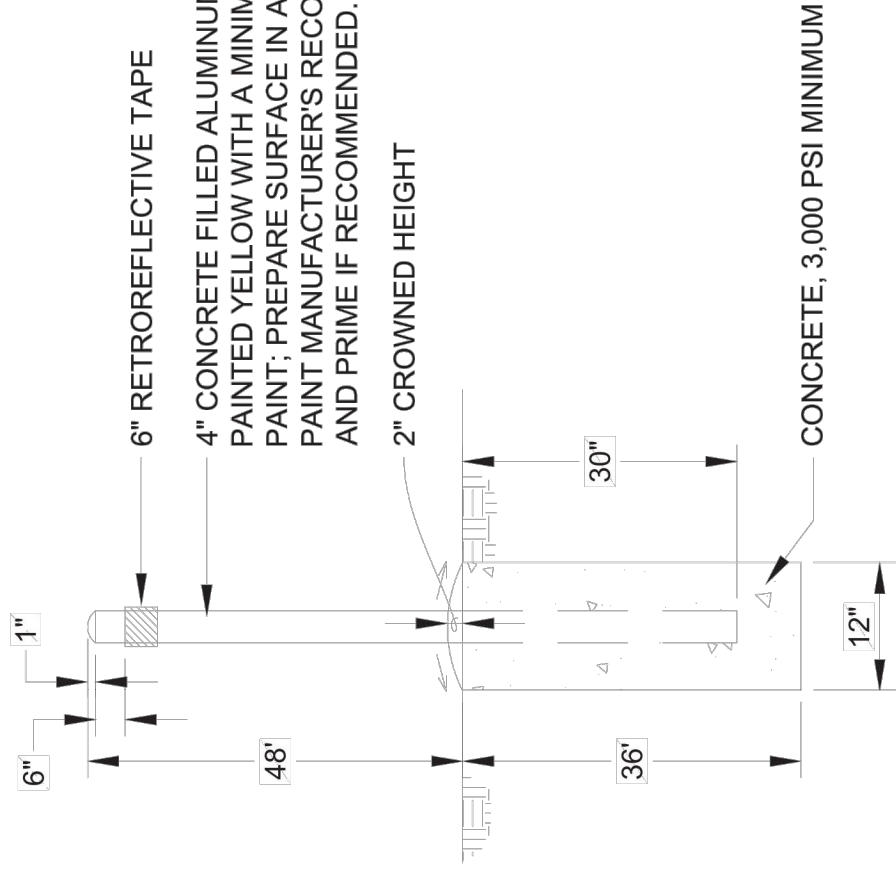 1"
6"
6" RETROREFLECTIVE TAPE
4" CONCRETE FILLED ALUMINU
PAINTED YELLOW WITH A MINIM
PAINT; PREPARE SURFACE IN A
PAINT MANUFACTURER'S RECO
AND PRIME IF RECOMMENDED.
2" CROWNED HEIGHT
48'
30"
36'
12"
CONCRETE, 3,000 PSI MINIMUM